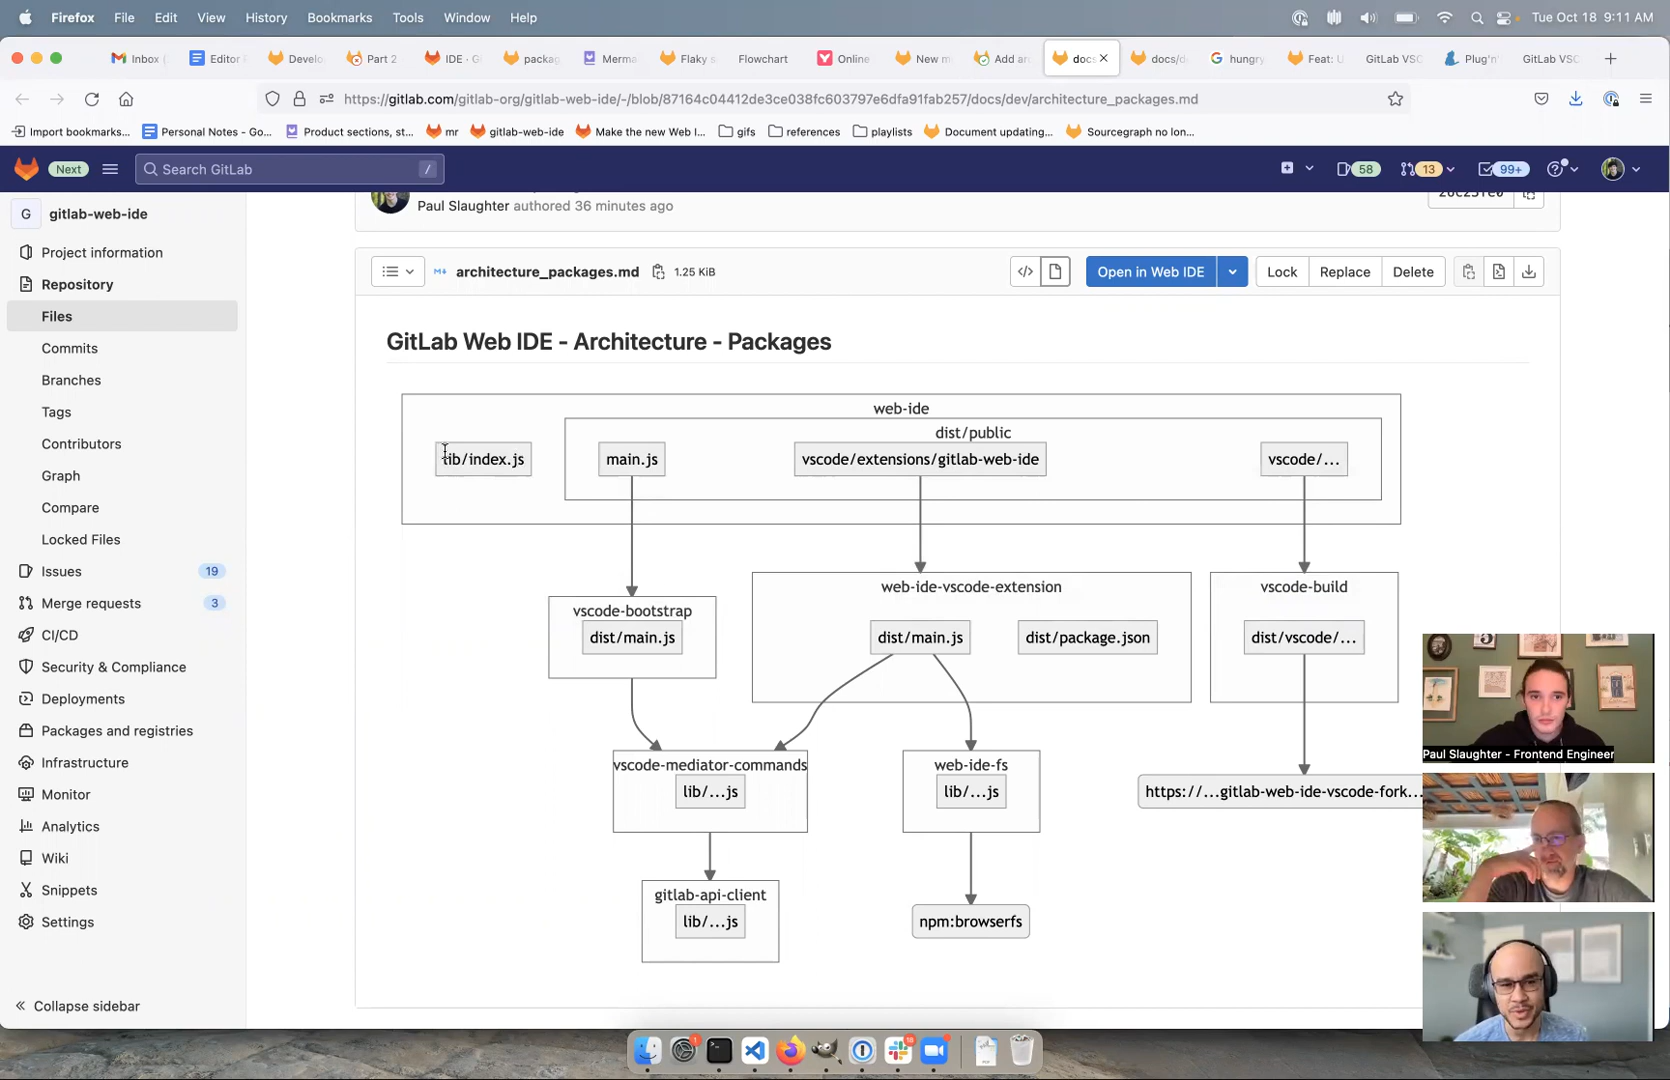 Firefox File Edit View History Bookmarks Tools Window Help Tue Oct 18 9:11 AM
Inbox Editor Develo Part 2 IDE - G packag Merma Flaky s Flowchart Online New m Add ar docs docs/d hungry Feat: U GitLab VSC Plug'n' GitLab VSC
https://gitlab.com/gitlab-org/gitlab-web-ide/-/blob/87164c04412de3ce038fc603797e6dfa91fab257/docs/dev/architecture_packages.md
Import bookmarks... Personal Notes - Go... Product sections, st... mr gitlab-web-ide Make the new Web I... gifs references playlists Document updating... Sourcegraph no lon...
Next Search GitLab / 58 13 99+
G gitlab-web-ide
Project information
Repository
Files
Commits
Branches
Tags
Contributors
Graph
Compare
Locked Files
Issues 19
Merge requests 3
CI/CD
Security & Compliance
Deployments
Packages and registries
Infrastructure
Monitor
Analytics
Wiki
Snippets
Settings
Collapse sidebar
Paul Slaughter authored 36 minutes ago
architecture_packages.md 1.25 KiB </> Open in Web IDE Lock Replace Delete
GitLab Web IDE - Architecture - Packages
web-ide
dist/public
lib/index.js main.js vscode/extensions/gitlab-web-ide vscode/...
web-ide-vscode-extension vscode-build
vscode-bootstrap
dist/main.js dist/main.js dist/package.json dist/vscode/...
vscode-mediator-commands web-ide-fs
lib/...js lib/...js https://...gitlab-web-ide-vscode-fork...
gitlab-api-client
lib/...js npm:browserfs
Paul Slaughter - Frontend Engineer